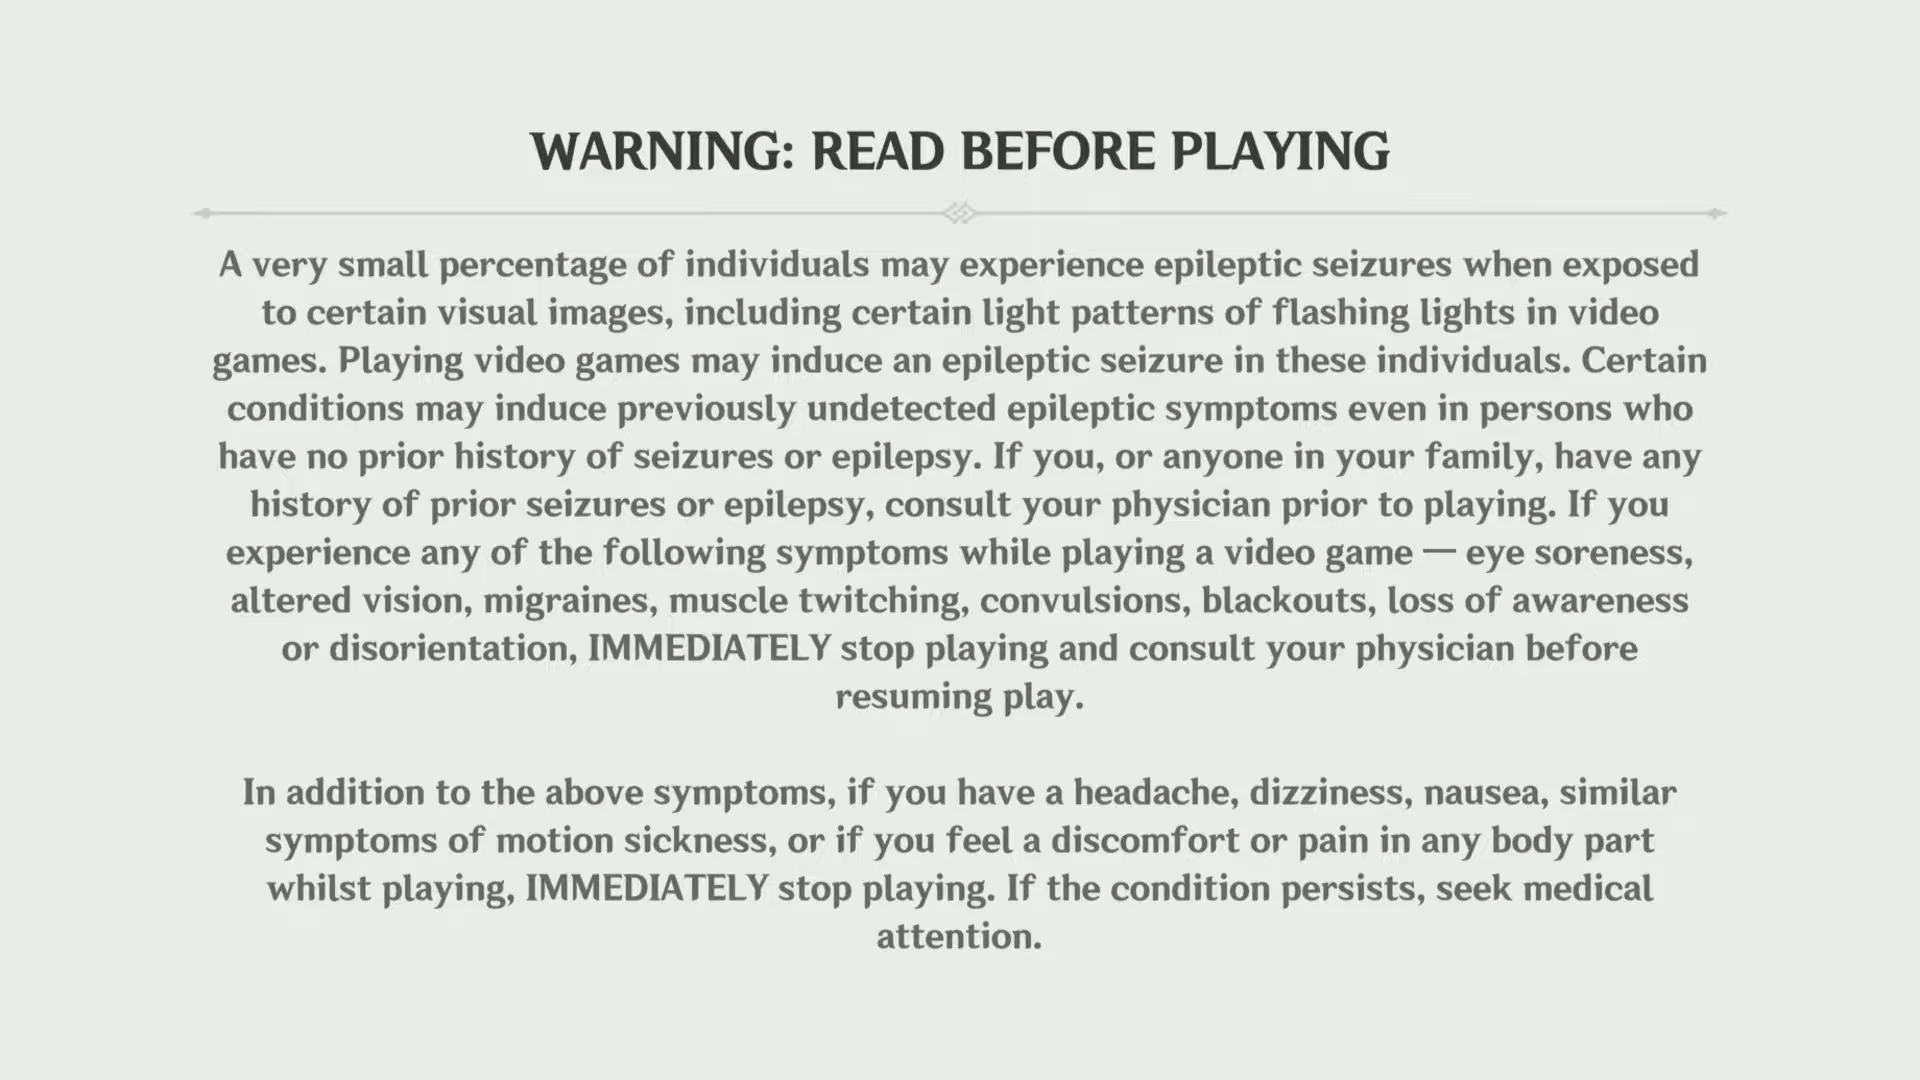 WARNING: READ BEFORE PLAYING
A very small percentage of individuals may experience epileptic seizures when exposed
to certain visual images, including certain light patterns of flashing lights in video
games. Playing video games may induce an epileptic seizure in these individuals. Certain
conditions may induce previously undetected epileptic symptoms even in persons who
have no prior history of seizures or epilepsy. If you, or anyone in your family, have any
history of prior seizures or epilepsy, consult your physician prior to playing. If you
experience any of the following symptoms while playing a video game — eye soreness,
altered vision, migraines, muscle twitching, convulsions, blackouts, loss of awareness
or disorientation, IMMEDIATELY stop playing and consult your physician before
resuming play.
In addition to the above symptoms, if you have a headache, dizziness, nausea, similar
symptoms of motion sickness, or if you feel a discomfort or pain in any body part
whilst playing, IMMEDIATELY stop playing. If the condition persists, seek medical
attention.